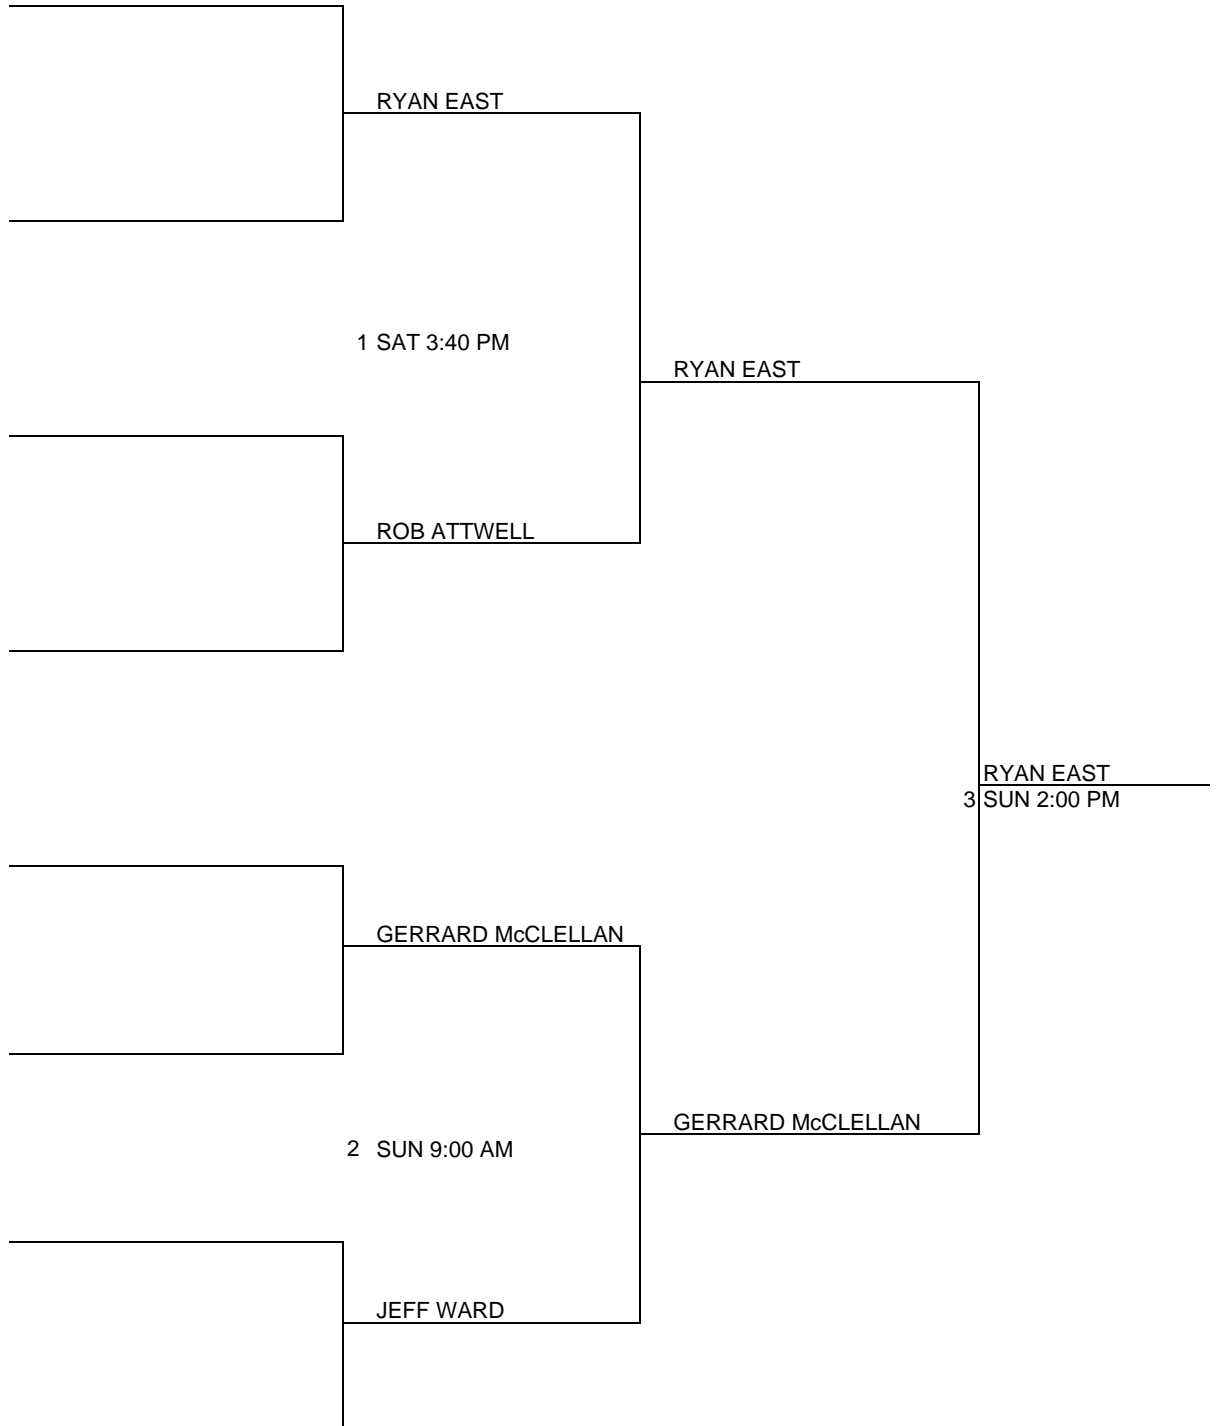 RYAN EAST
1 SAT 3:40 PM
RYAN EAST
ROB ATTWELL
RYAN EAST
3 SUN 2:00 PM
GERRARD McCLELLAN
GERRARD McCLELLAN
2 SUN 9:00 AM
JEFF WARD